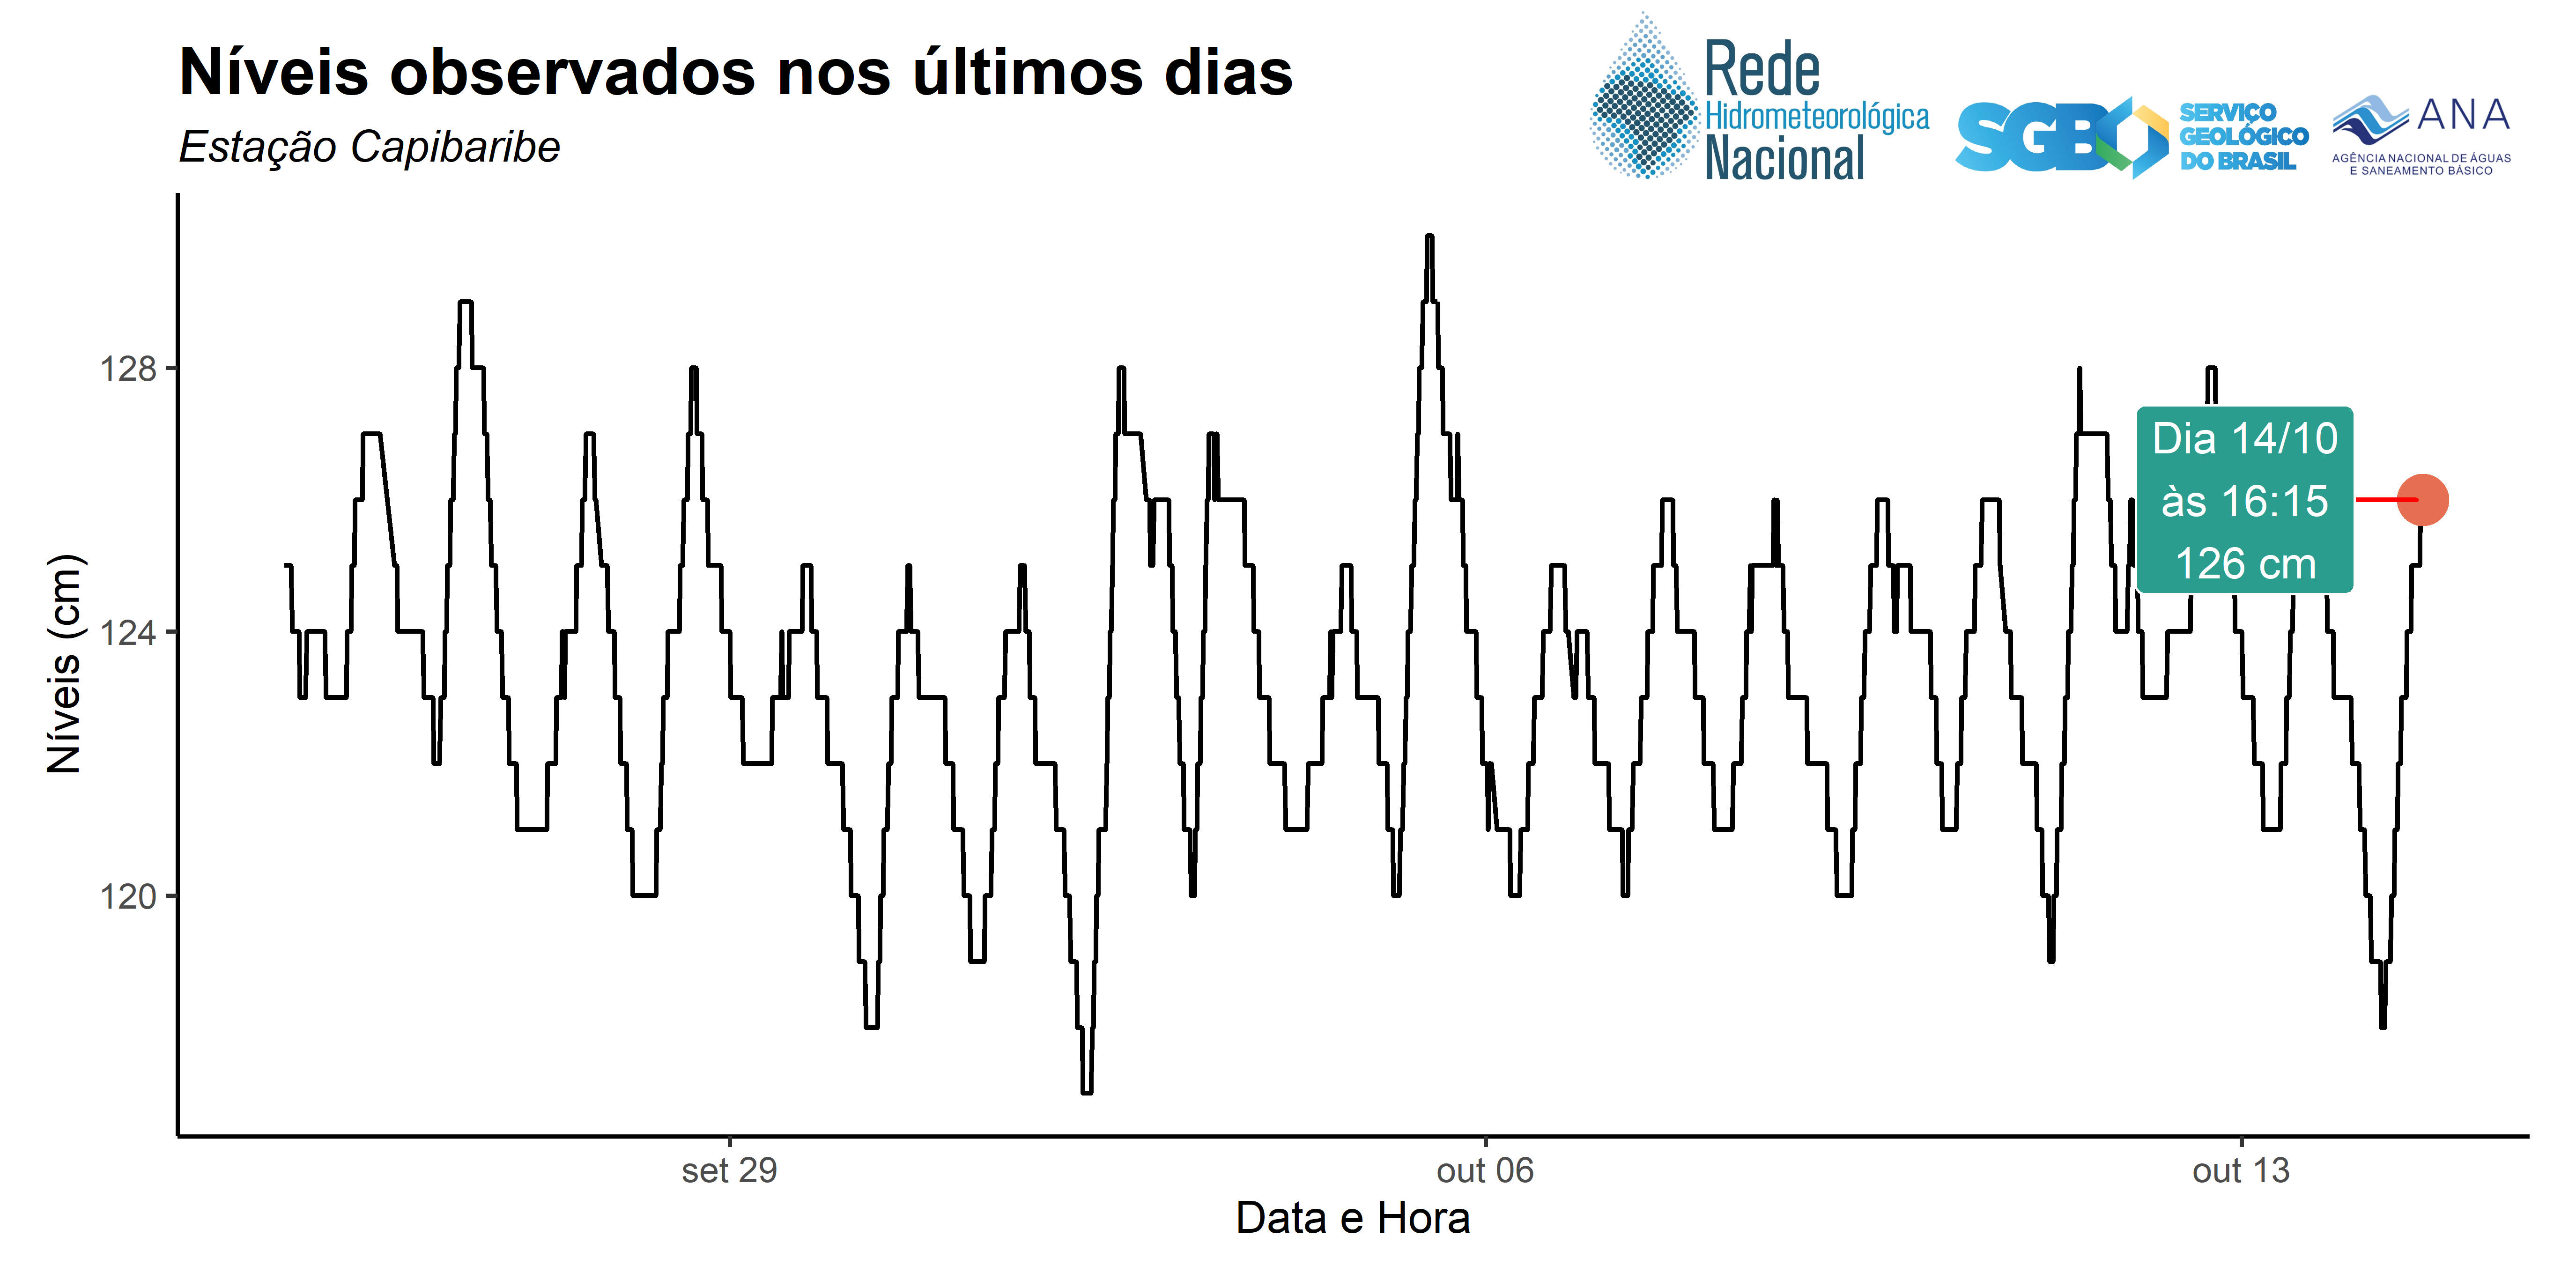 Níveis observados nos últimos dias
Estação Capibaribe
Rede
Hidrometeorológica
Nacional
SGB
SERVIÇO
GEOLÓGICO
DO BRASIL
ANA
AGÊNCIA NACIONAL DE ÁGUAS
E SANEAMENTO BÁSICO
Níveis (cm)
128
124
120
Dia 14/10
às 16:15
126 cm
set 29
out 06
out 13
Data e Hora